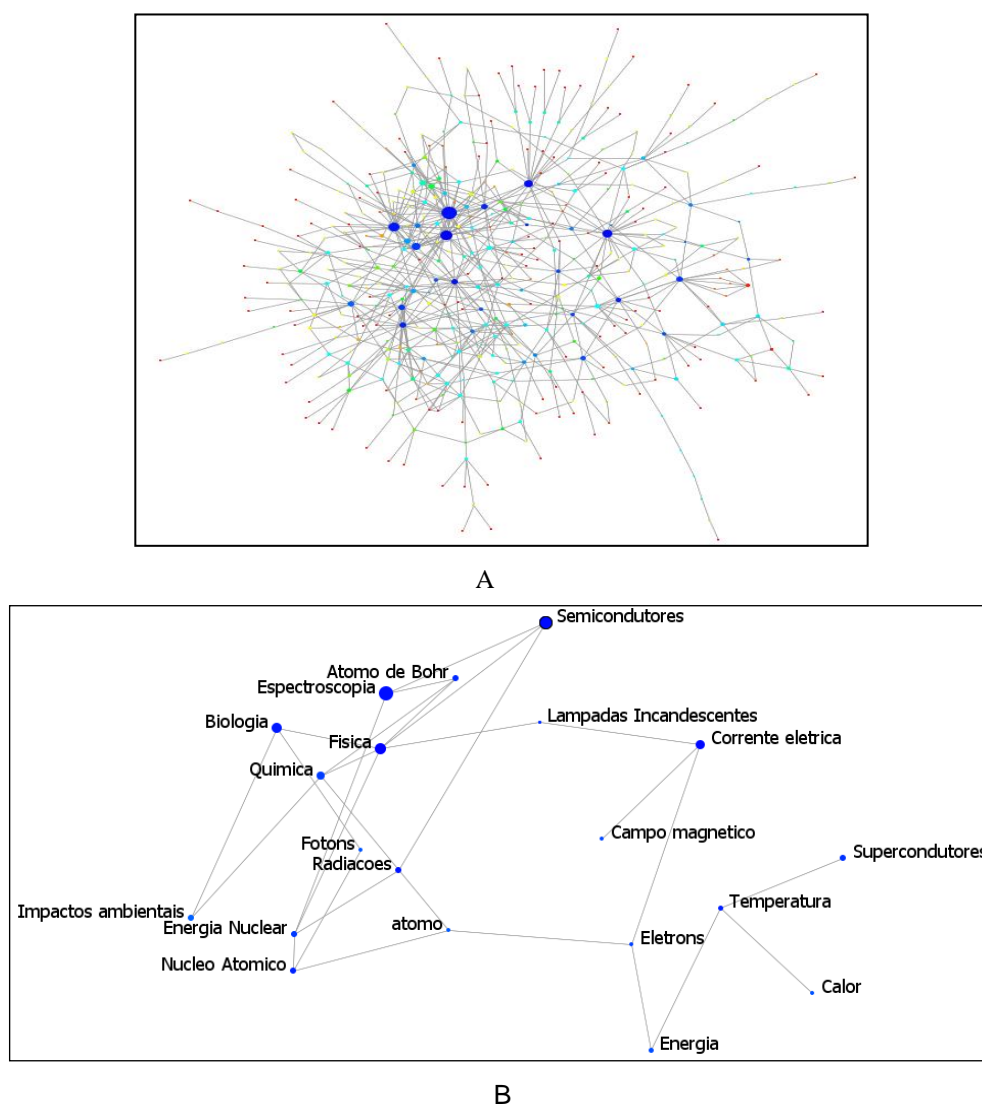 A
Semicondutores
Atomo de Bohr
Espectroscopia
Biologia
Lampadas Incandescentes
Fisica
Corrente eletrica
Quimica
Campo magnetico
Fotons
Supercondutores
Radiacoes
Temperatura
Impactos ambientais
atomo
Energia Nuclear
Eletrons
Nucleo Atomico
Calor
Energia
B